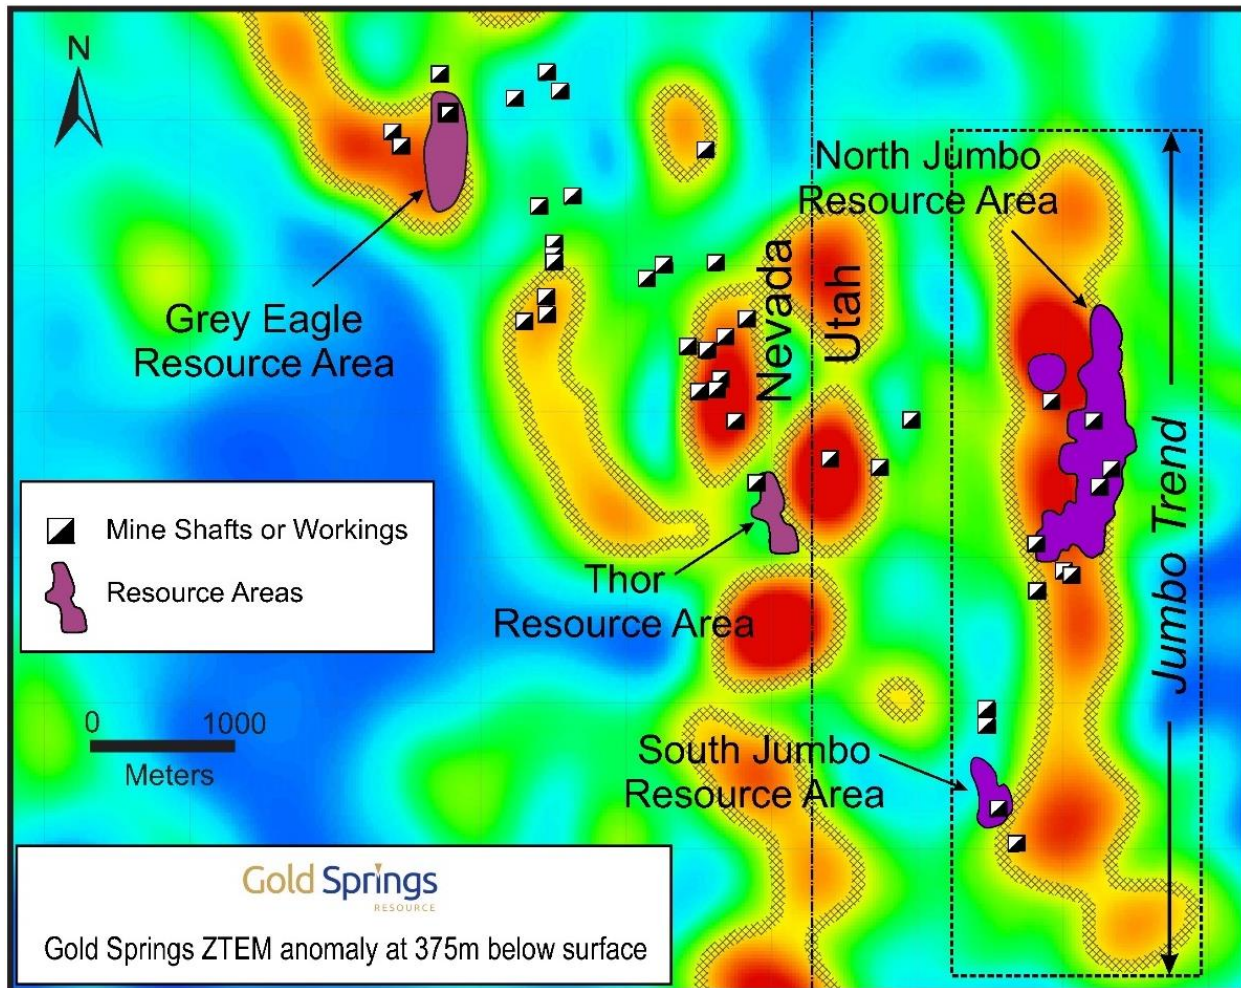 N
North Jumbo
Resource Area
Grey Eagle
Resource Area
Nevada
Utah
Mine Shafts or Workings
Resource Areas
Thor
Resource Area
Jumbo Trend
0 1000
Meters
South Jumbo
Resource Area
Gold Springs
RESOURCE
Gold Springs ZTEM anomaly at 375m below surface